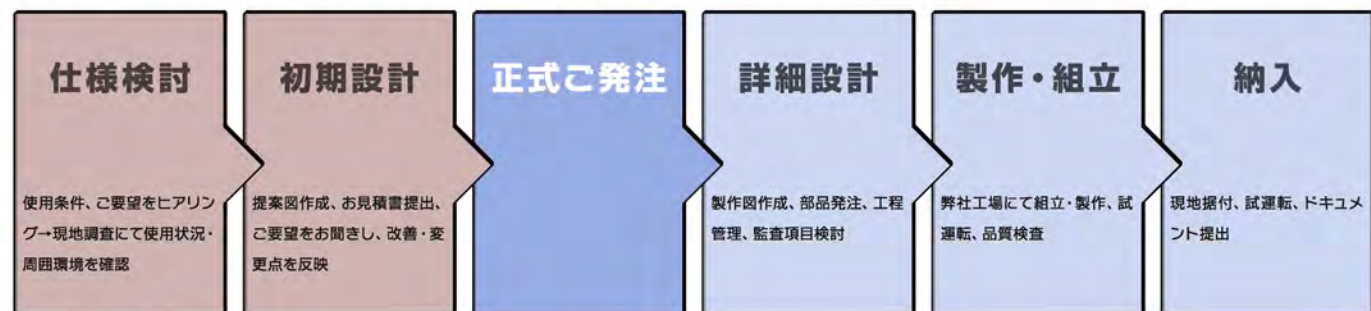 仕様検討
使用条件、ご要望をヒアリン
グ→現地調査にて使用状況・
周囲環境を確認
初期設計
提案図作成、お見積書提出、
ご要望をお聞きし、改善・変
更点を反映
正式ご発注
詳細設計
製作図作成、部品発注、工程
管理、監査項目検討
製作・組立
弊社工場にて組立・製作、試
運転、品質検査
納入
現地据付、試運転、ドキュメ
ント提出